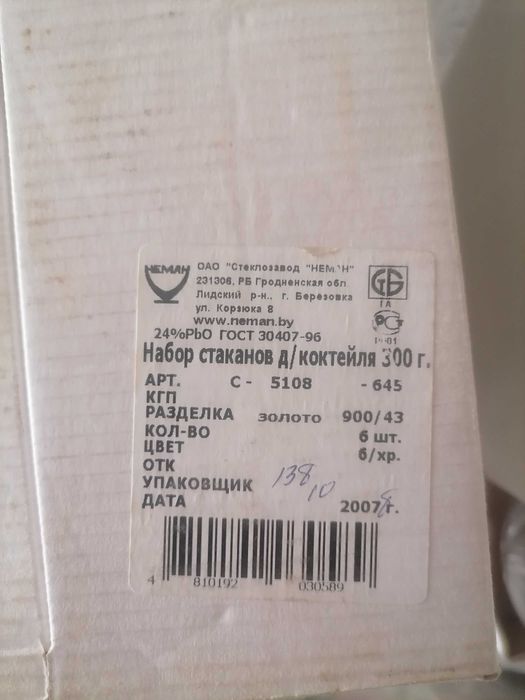 НЕМАН
ОАО "Стеклозавод "НЕМАН"
231306, РБ Гродненская обл
Лидский р-н., г. Берёзовка
ул. Корзюка 8
www.neman.by
24%PbO ГОСТ 30407-96
Набор стаканов д/коктейля 300 г.
АРТ. С - 5108 - 645
КГП
РАЗДЕЛКА золото 900/43
КОЛ-ВО 6 шт.
ЦВЕТ б/хр.
ОТК
УПАКОВЩИК 138
10
ДАТА 2007 г.
4 810192 030589